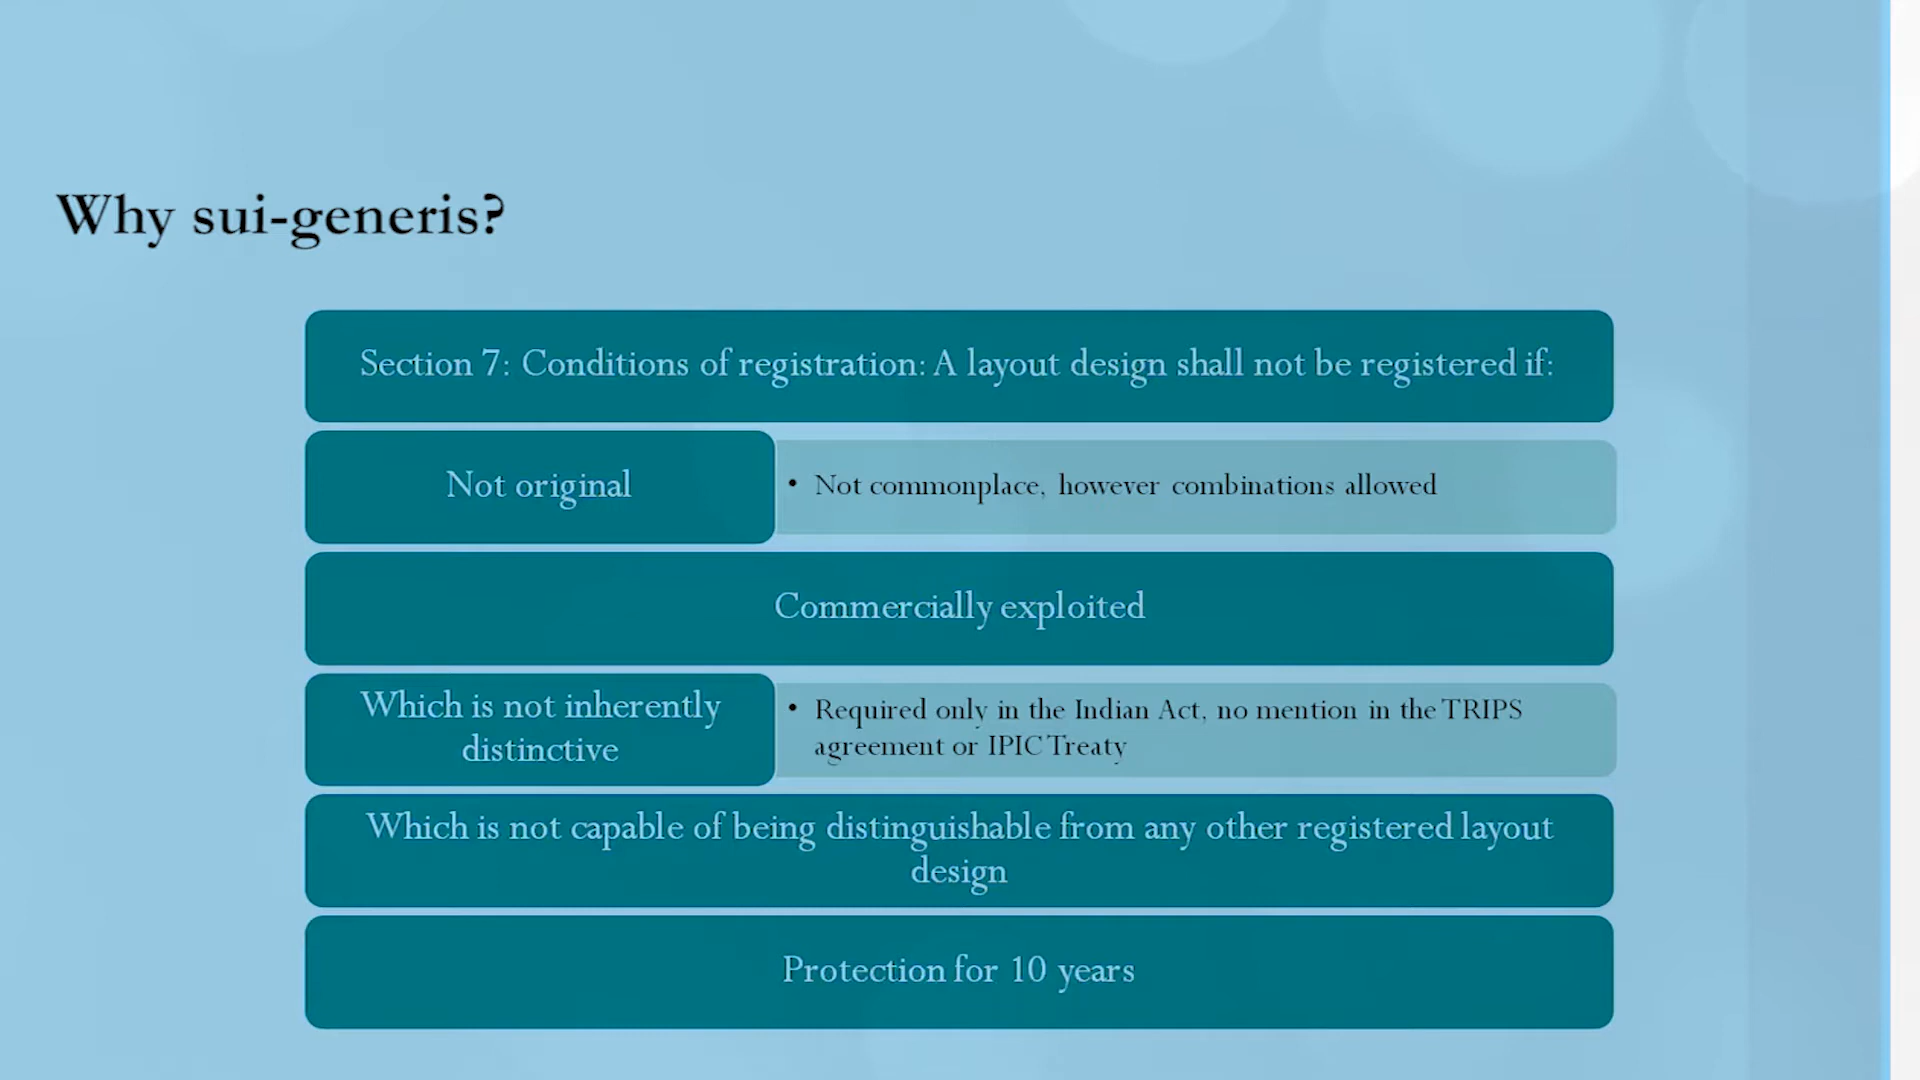 Why sui-generis?
Section 7: Conditions of registration: A layout design shall not be registered if:
Not original
• Not commonplace, however combinations allowed
Commercially exploited
Which is not inherently
distinctive
• Required only in the Indian Act, no mention in the TRIPS
agreement or IPIC Treaty
Which is not capable of being distinguishable from any other registered layout
design
Protection for 10 years